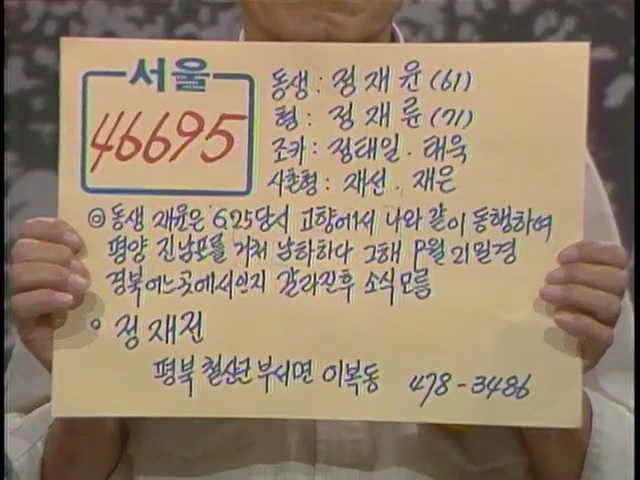 서울
46695
동생 : 정재윤 (61)
형 : 정재륜 (71)
조카 : 정태일 . 태욱
사촌형 : 재선 . 재은
◎ 동생 재윤은 6.25당시 고향에서 나와 같이 동행하여
평양 진남포를 거쳐 남하하다 그해 9월 21일경
경북 어느곳에서인지 갈라진후 소식모름
○ 정재전
평북 철산군 부서면 이복동 478-3486